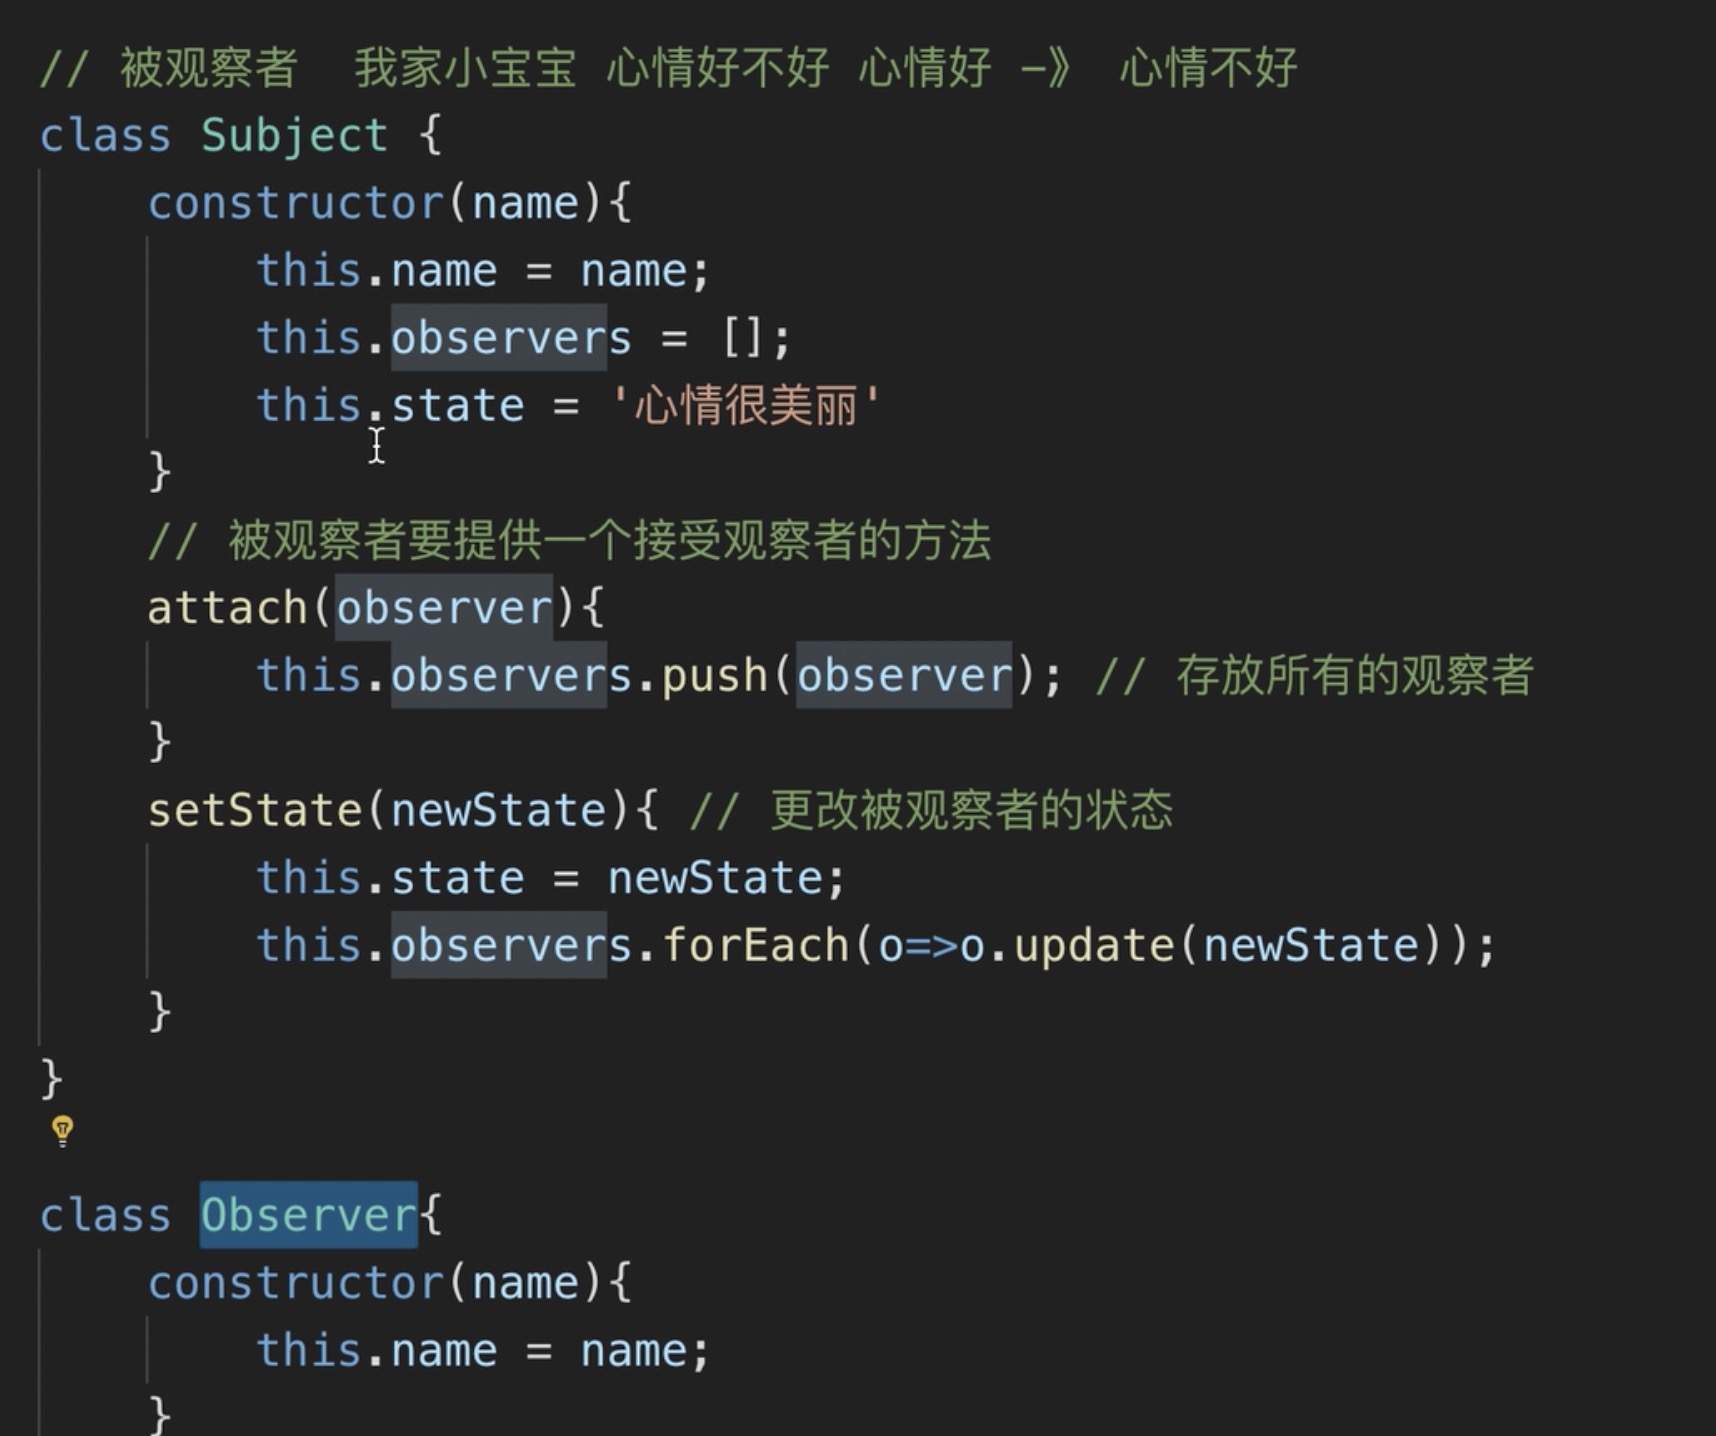 // 被观察者  我家小宝宝 心情好不好 心情好 —》 心情不好
class Subject {
    constructor(name){
        this.name = name;
        this.observers = [];
        this.state = '心情很美丽'
    }
    // 被观察者要提供一个接受观察者的方法
    attach(observer){
        this.observers.push(observer); // 存放所有的观察者
    }
    setState(newState){ // 更改被观察者的状态
        this.state = newState;
        this.observers.forEach(o=>o.update(newState));
    }
}
class Observer{
    constructor(name){
        this.name = name;
    }